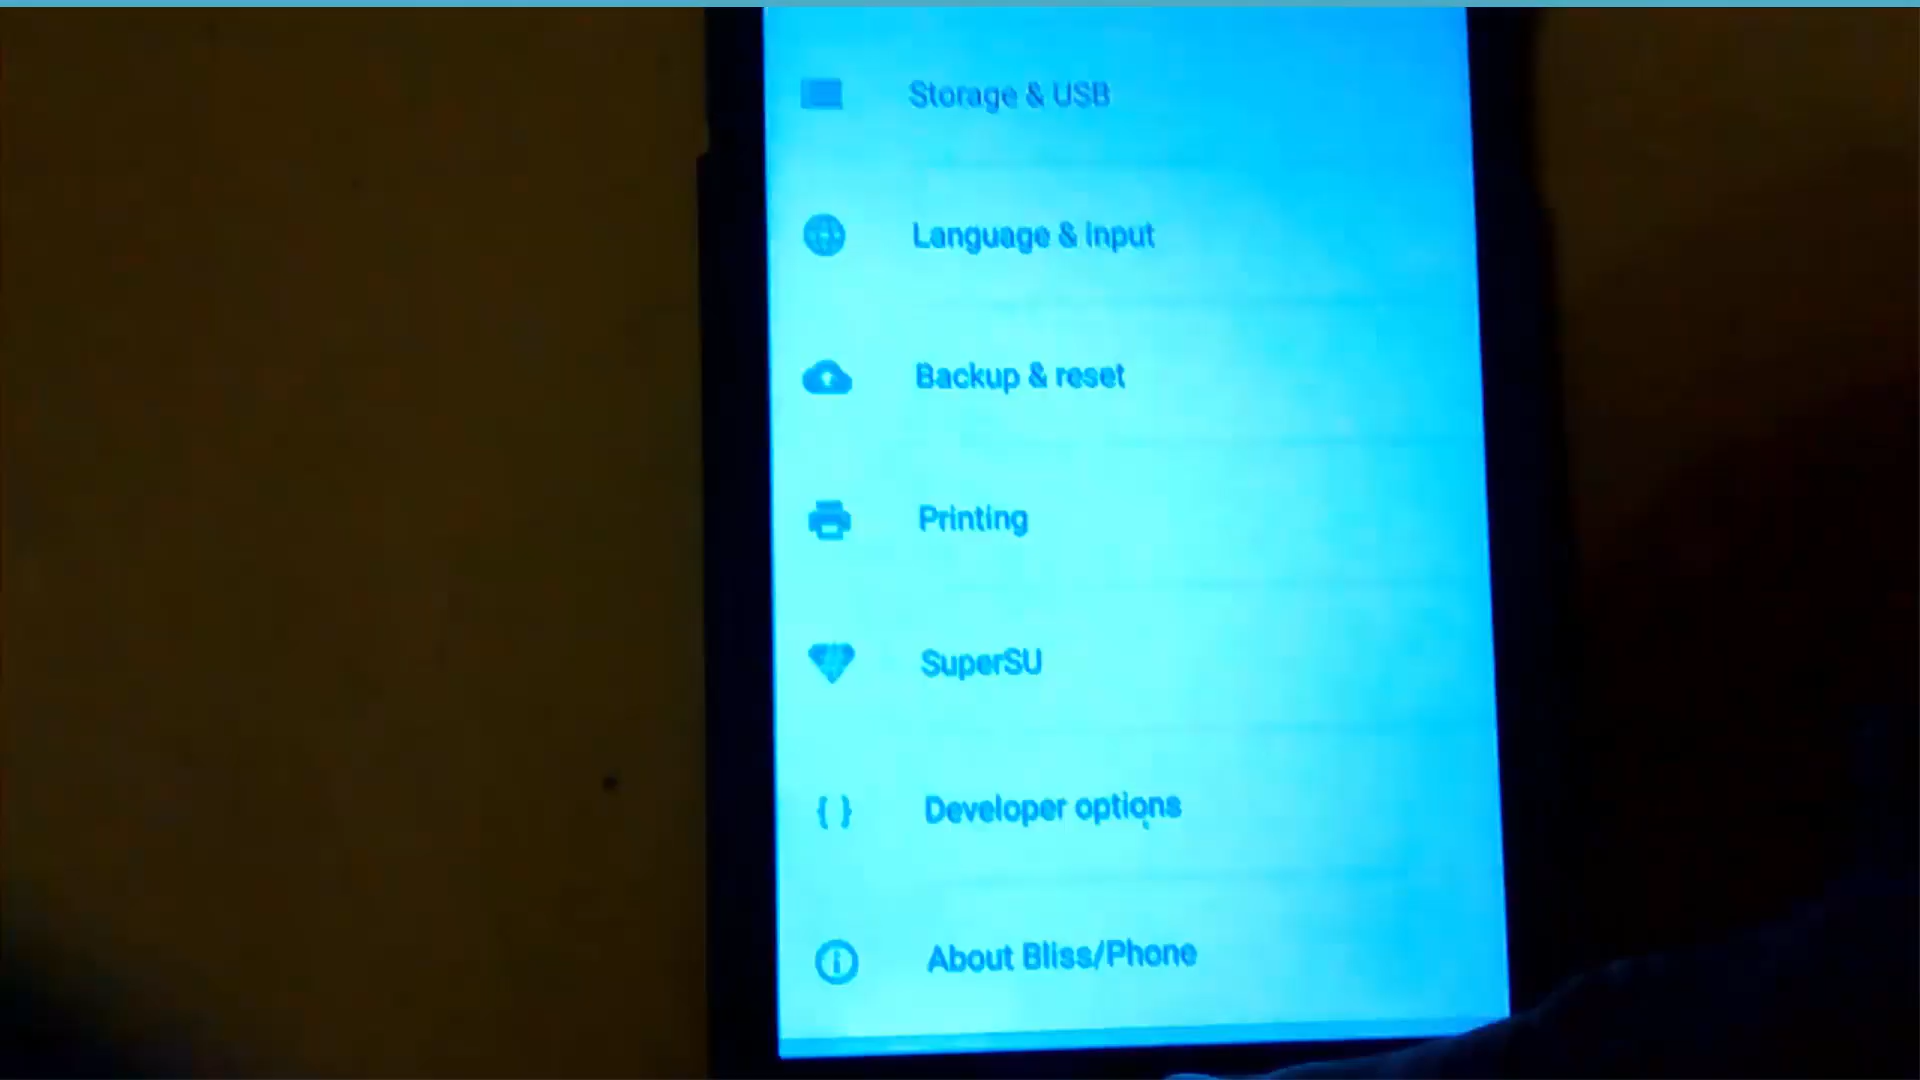 Storage & USB
Language & input
Backup & reset
Printing
SuperSU
Developer options
About Bliss/Phone